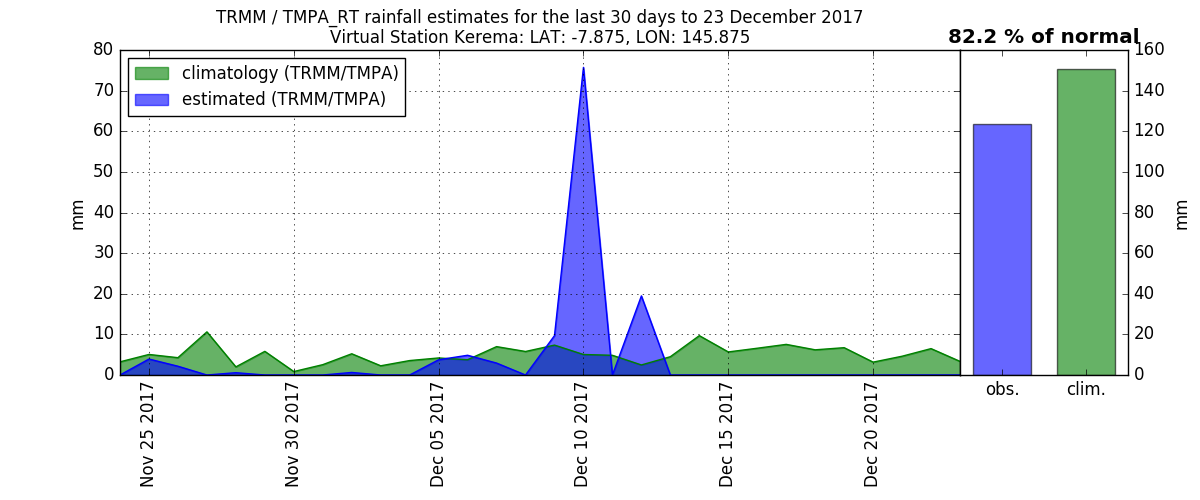 TRMM / TMPA_RT rainfall estimates for the last 30 days to 23 December 2017
Virtual Station Kerema: LAT: -7.875, LON: 145.875
82.2 % of normal
climatology (TRMM/TMPA)
estimated (TRMM/TMPA)
80
70
60
50
40
30
20
10
0
mm
160
140
120
100
80
60
40
20
0
mm
Nov 25 2017
Nov 30 2017
Dec 05 2017
Dec 10 2017
Dec 15 2017
Dec 20 2017
obs.
clim.